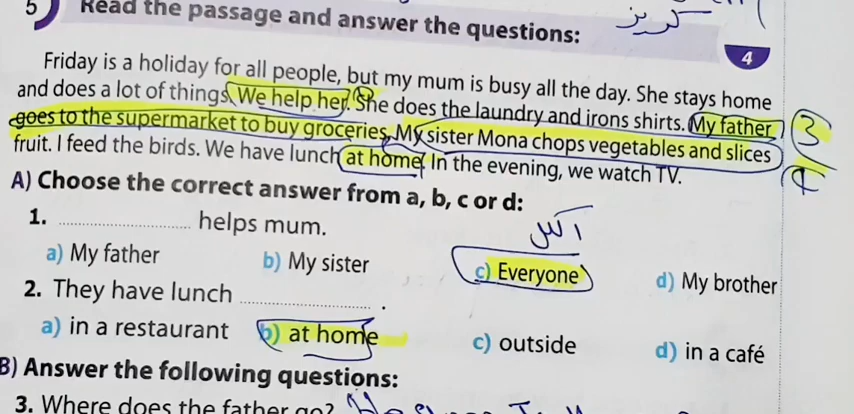 5 Read the passage and answer the questions:
4
Friday is a holiday for all people, but my mum is busy all the day. She stays home
and does a lot of things. We help her. She does the laundry and irons shirts. My father
goes to the supermarket to buy groceries. My sister Mona chops vegetables and slices
fruit. I feed the birds. We have lunch at home. In the evening, we watch TV.
3
4
A) Choose the correct answer from a, b, c or d:
1. .............................. helps mum.
a) My father b) My sister c) Everyone d) My brother
2. They have lunch .............................. .
a) in a restaurant b) at home c) outside d) in a café
B) Answer the following questions:
3. Where does the father go?